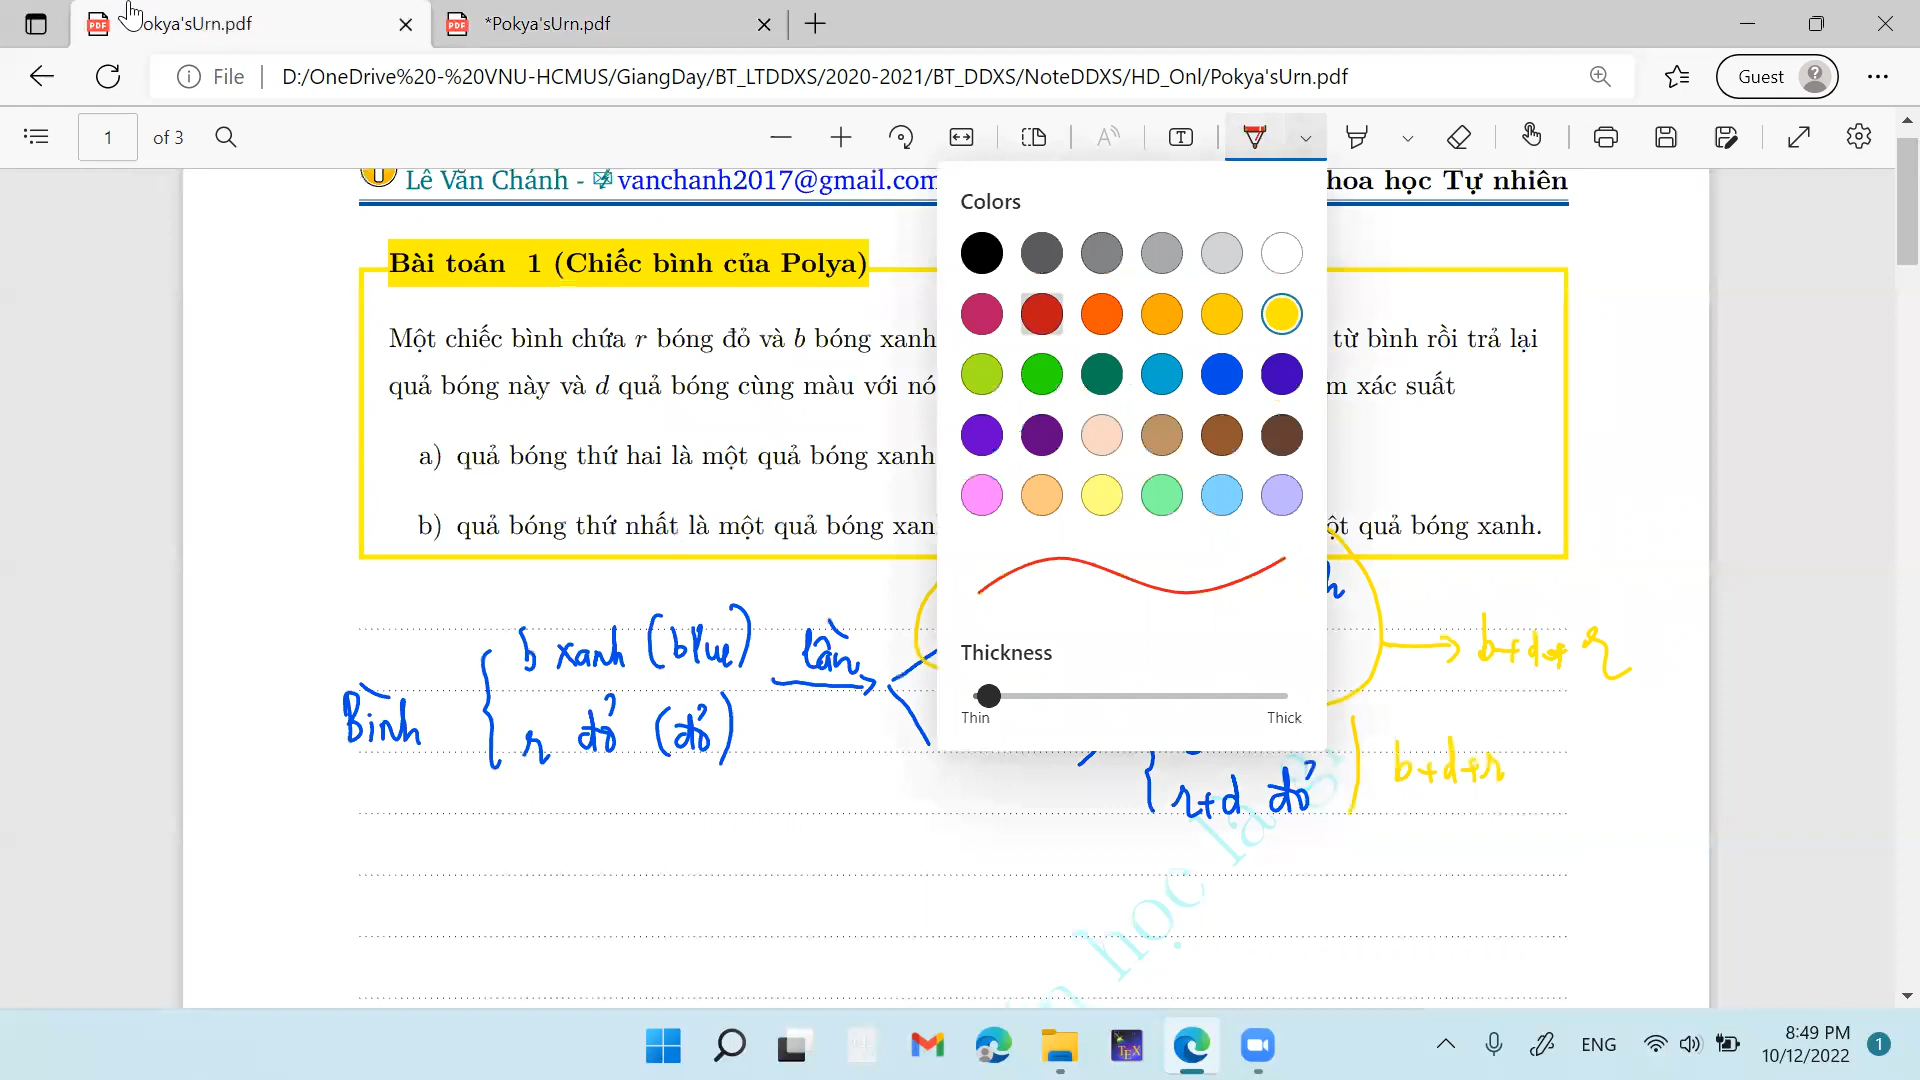 okya'sUrn.pdf
*Pokya'sUrn.pdf
File
D:/OneDrive%20-%20VNU-HCMUS/GiangDay/BT_LTDDXS/2020-2021/BT_DDXS/NoteDDXS/HD_Onl/Pokya'sUrn.pdf
Guest
1 of 3
Lê Văn Chánh - vanchanh2017@gmail.com
hoa học Tự nhiên
Colors
Bài toán 1 (Chiếc bình của Polya)
Một chiếc bình chứa r bóng đỏ và b bóng xanh
từ bình rồi trả lại
quả bóng này và d quả bóng cùng màu với nó
m xác suất
a) quả bóng thứ hai là một quả bóng xanh
b) quả bóng thứ nhất là một quả bóng xan
ột quả bóng xanh.
Thickness
Thin
Thick
Bình
b xanh (blue)
r đỏ (đỏ)
lần
h
b+d+r
r+d đỏ
b+d+r
học là gì
ENG
8:49 PM
10/12/2022
1